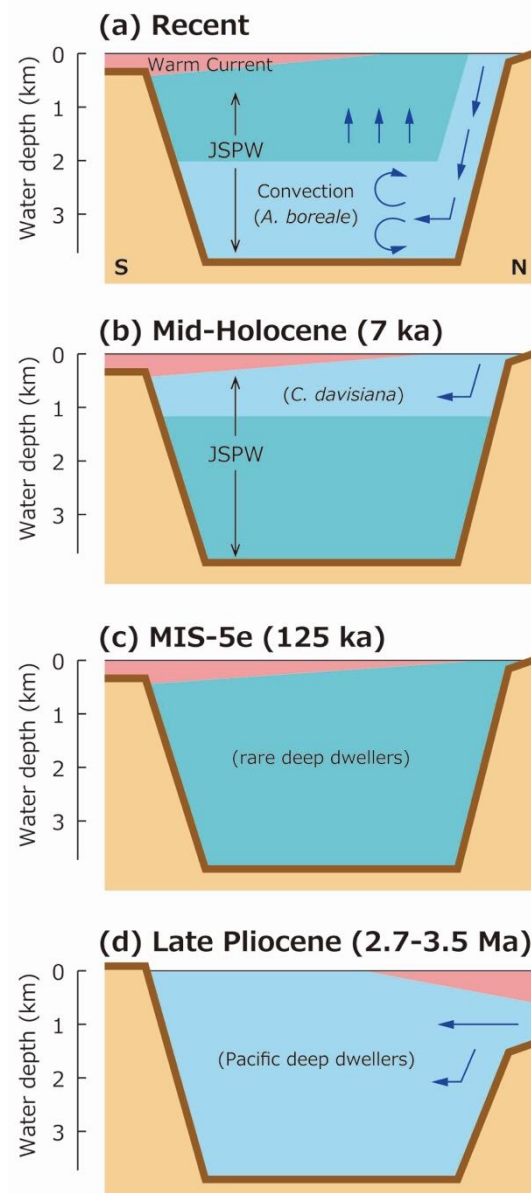 (a) Recent
Water depth (km)
0
1
2
3
Warm Current
JSPW
Convection
(A. boreale)
S
N
(b) Mid-Holocene (7 ka)
Water depth (km)
0
1
2
3
(C. davisiana)
JSPW
(c) MIS-5e (125 ka)
Water depth (km)
0
1
2
3
(rare deep dwellers)
(d) Late Pliocene (2.7-3.5 Ma)
Water depth (km)
0
1
2
3
(Pacific deep dwellers)